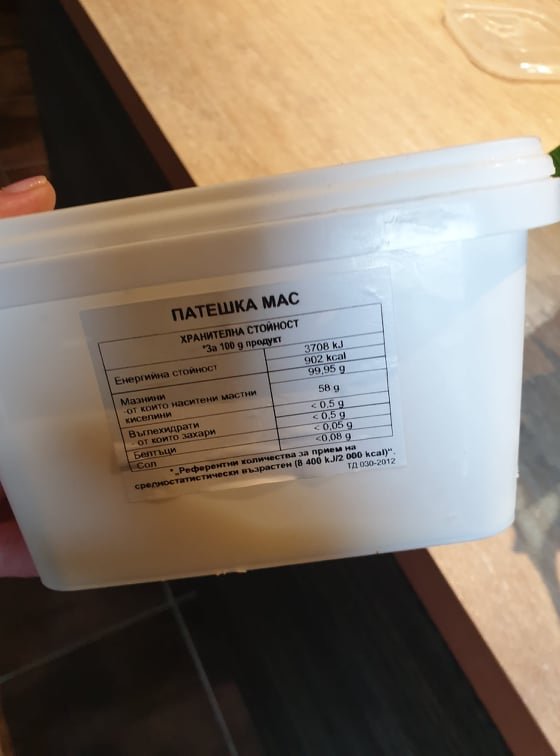 ПАТЕШКА МАС
ХРАНИТЕЛНА СТОЙНОСТ
*За 100 g продукт
Енергийна стойност
3708 kJ
902 kcal
Мазнини
99,95 g
-от които наситени мастни
киселини
58 g
Въглехидрати
< 0,5 g
- от които захари
< 0,5 g
Белтъци
< 0,05 g
Сол
<0,08 g
*„Референтни количества за прием на
средностатистически възрастен (8 400 kJ/2 000 kcal)“.
ТД 030-2012